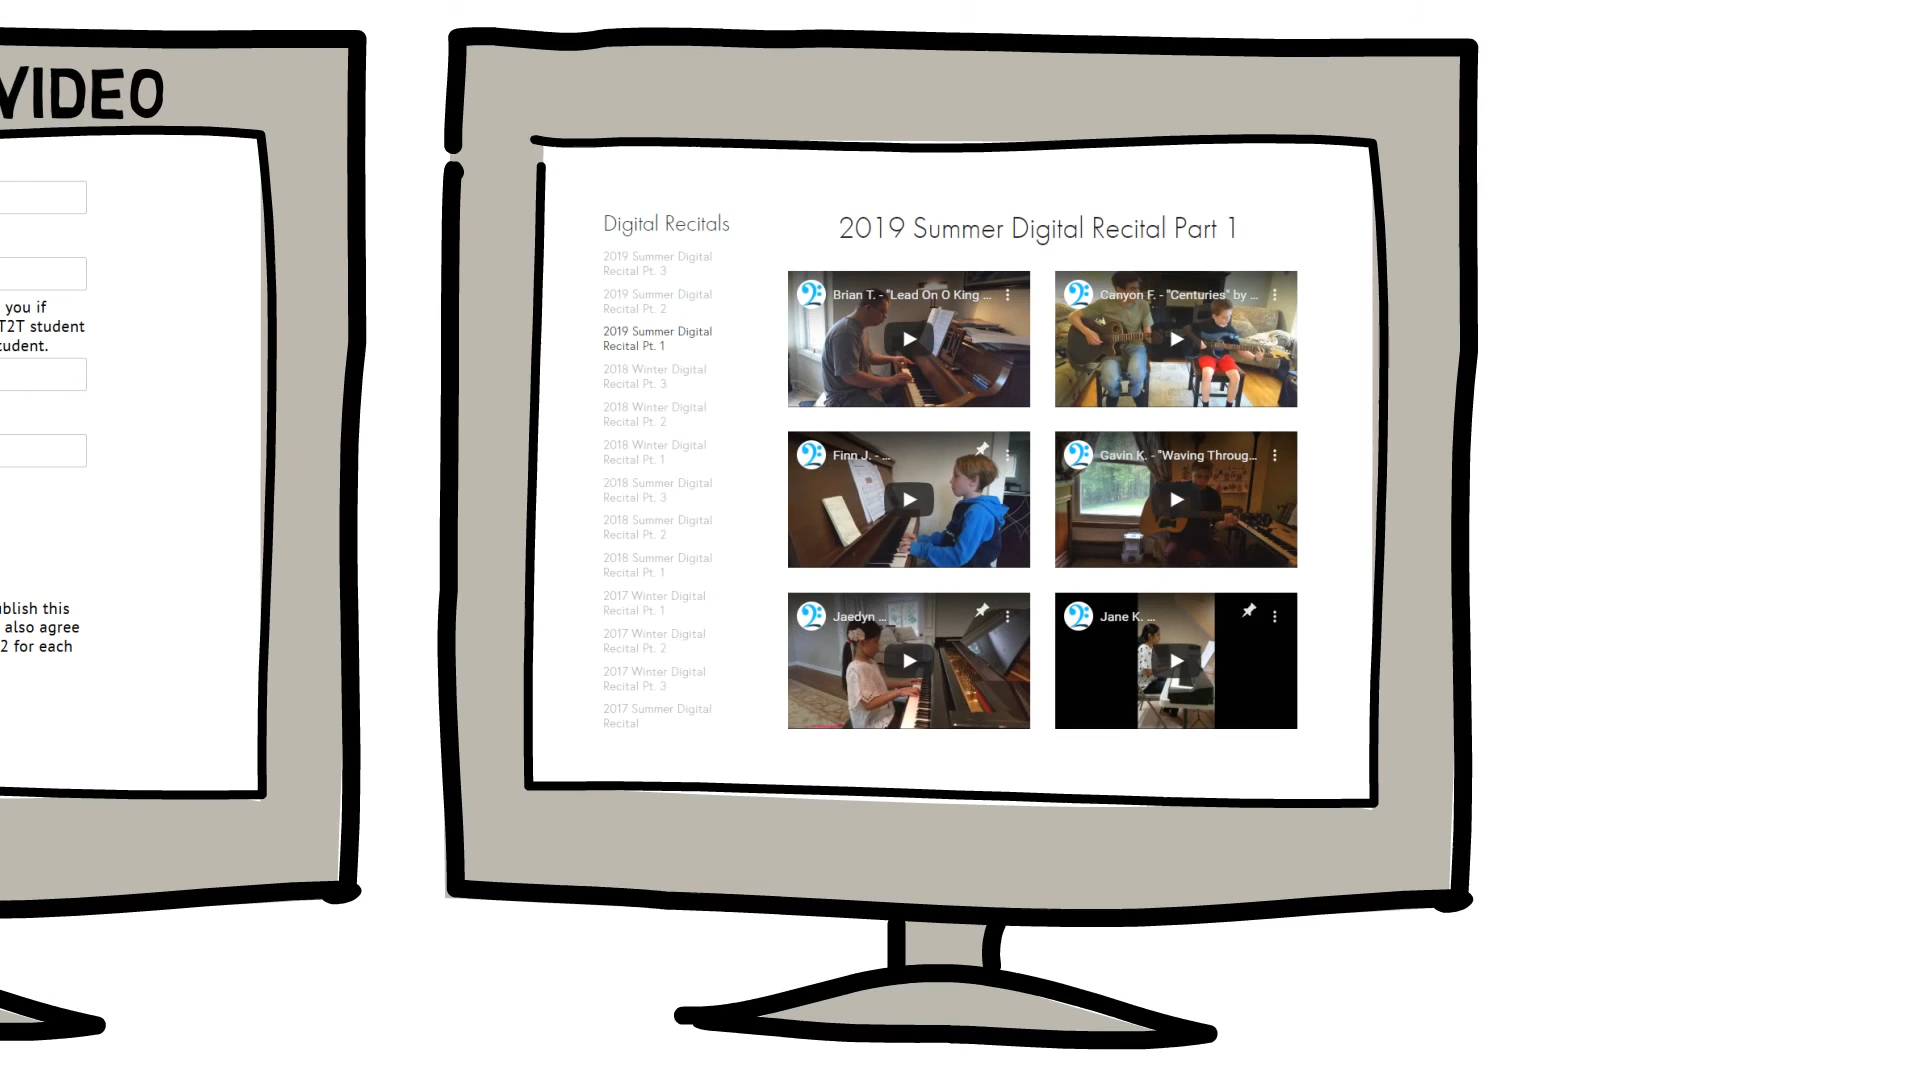 VIDEO
you if
T2T student
tudent.
blish this
also agree
2 for each
Digital Recitals
2019 Summer Digital
Recital Pt. 3
2019 Summer Digital
Recital Pt. 2
2019 Summer Digital
Recital Pt. 1
2018 Winter Digital
Recital Pt. 3
2018 Winter Digital
Recital Pt. 2
2018 Winter Digital
Recital Pt. 1
2018 Summer Digital
Recital Pt. 3
2018 Summer Digital
Recital Pt. 2
2018 Summer Digital
Recital Pt. 1
2017 Winter Digital
Recital Pt. 1
2017 Winter Digital
Recital Pt. 2
2017 Winter Digital
Recital Pt. 3
2017 Summer Digital
Recital
2019 Summer Digital Recital Part 1
Brian T. - "Lead On O King ...
Canyon F. - "Centuries" by ...
Finn J. - ...
Gavin K. - "Waving Throug...
Jaedyn ...
Jane K. ...